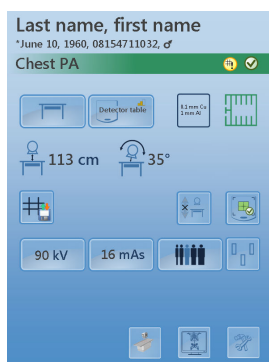 Last name, first name
*June 10, 1960, 08154711032, ♂
Chest PA
Detector table
0.1 mm Cu
1 mm Al
113 cm
35°
90 kV
16 mAs